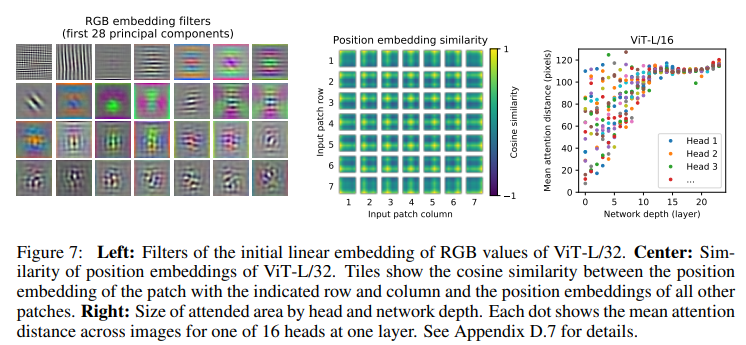 RGB embedding filters
(first 28 principal components)
Position embedding similarity
1
2
3
4
5
6
7
Input patch row
1 2 3 4 5 6 7
Input patch column
1
−1
Cosine similarity
ViT-L/16
120
100
80
60
40
20
0
Mean attention distance (pixels)
Head 1
Head 2
Head 3
...
0 5 10 15 20
Network depth (layer)
Figure 7: Left: Filters of the initial linear embedding of RGB values of ViT-L/32. Center: Sim-
ilarity of position embeddings of ViT-L/32. Tiles show the cosine similarity between the position
embedding of the patch with the indicated row and column and the position embeddings of all other
patches. Right: Size of attended area by head and network depth. Each dot shows the mean attention
distance across images for one of 16 heads at one layer. See Appendix D.7 for details.